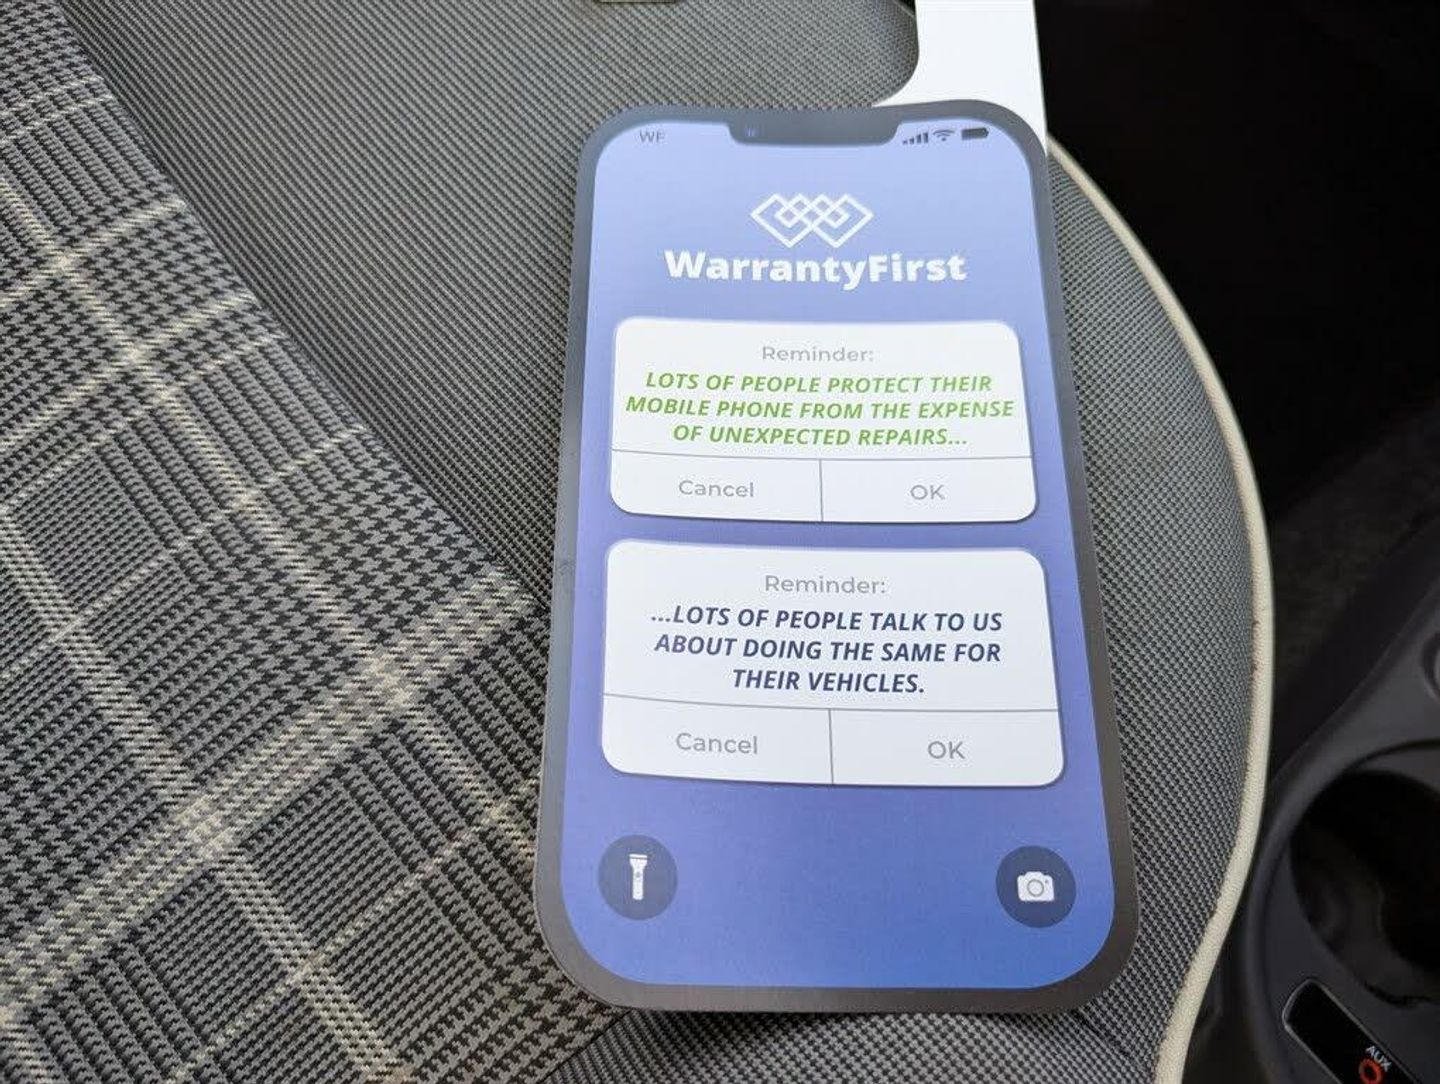 WF
WarrantyFirst
Reminder:
LOTS OF PEOPLE PROTECT THEIR
MOBILE PHONE FROM THE EXPENSE
OF UNEXPECTED REPAIRS...
Cancel OK
Reminder:
...LOTS OF PEOPLE TALK TO US
ABOUT DOING THE SAME FOR
THEIR VEHICLES.
Cancel OK
AUX